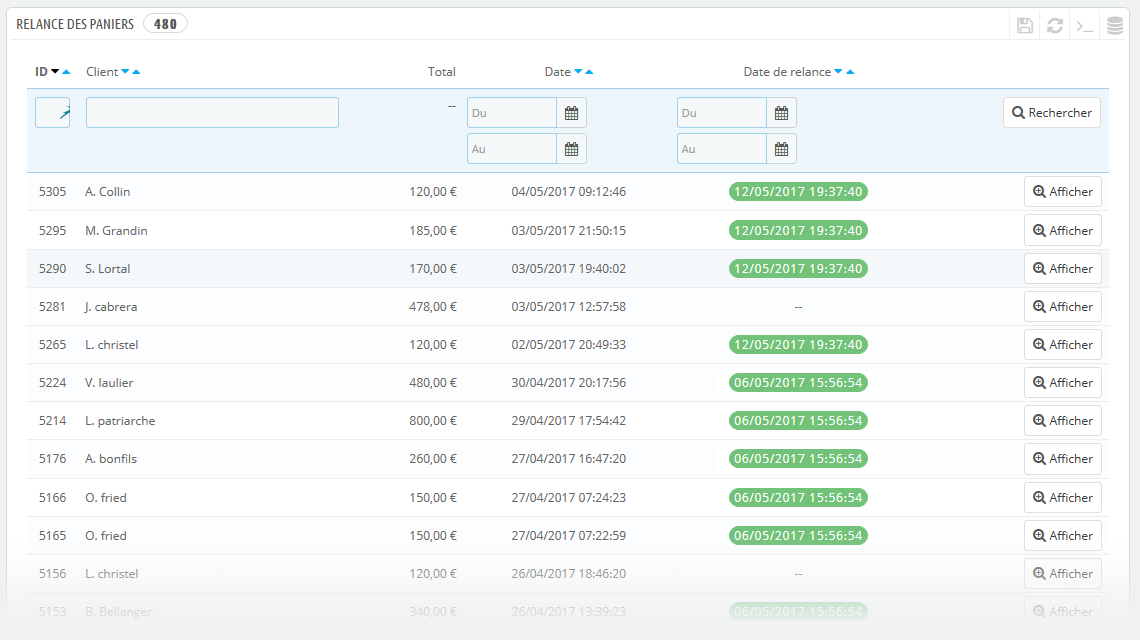 RELANCE DES PANIERS 480
ID Client Total Date Date de relance
-- Du Du Rechercher
Au Au
5305 A. Collin 120,00 € 04/05/2017 09:12:46 12/05/2017 19:37:40 Afficher
5295 M. Grandin 185,00 € 03/05/2017 21:50:15 12/05/2017 19:37:40 Afficher
5290 S. Lortal 170,00 € 03/05/2017 19:40:02 12/05/2017 19:37:40 Afficher
5281 J. cabrera 478,00 € 03/05/2017 12:57:58 -- Afficher
5265 L. christel 120,00 € 02/05/2017 20:49:33 12/05/2017 19:37:40 Afficher
5224 V. laulier 480,00 € 30/04/2017 20:17:56 06/05/2017 15:56:54 Afficher
5214 L. patriarche 800,00 € 29/04/2017 17:54:42 06/05/2017 15:56:54 Afficher
5176 A. bonfils 260,00 € 27/04/2017 16:47:20 06/05/2017 15:56:54 Afficher
5166 O. fried 150,00 € 27/04/2017 07:24:23 06/05/2017 15:56:54 Afficher
5165 O. fried 150,00 € 27/04/2017 07:22:59 06/05/2017 15:56:54 Afficher
5156 L. christel 120,00 € 26/04/2017 18:46:20 -- Afficher
5153 B. Bellanger 340,00 € 26/04/2017 13:39:23 06/05/2017 15:56:54 Afficher